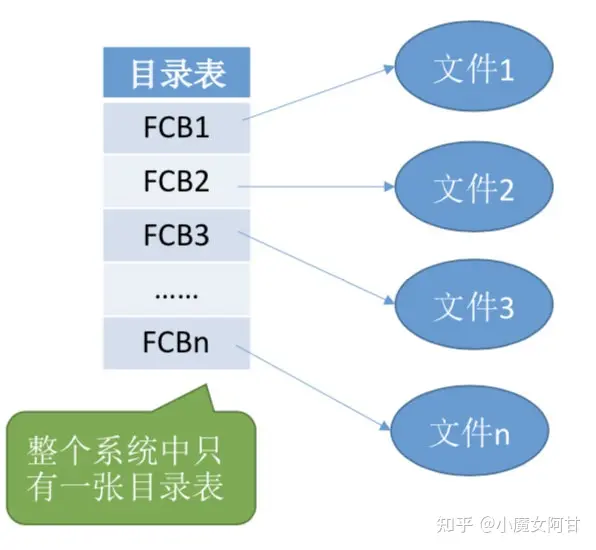 目录表
FCB1
FCB2
FCB3
……
FCBn
文件1
文件2
文件3
文件n
整个系统中只
有一张目录表
知乎 @小魔女阿甘